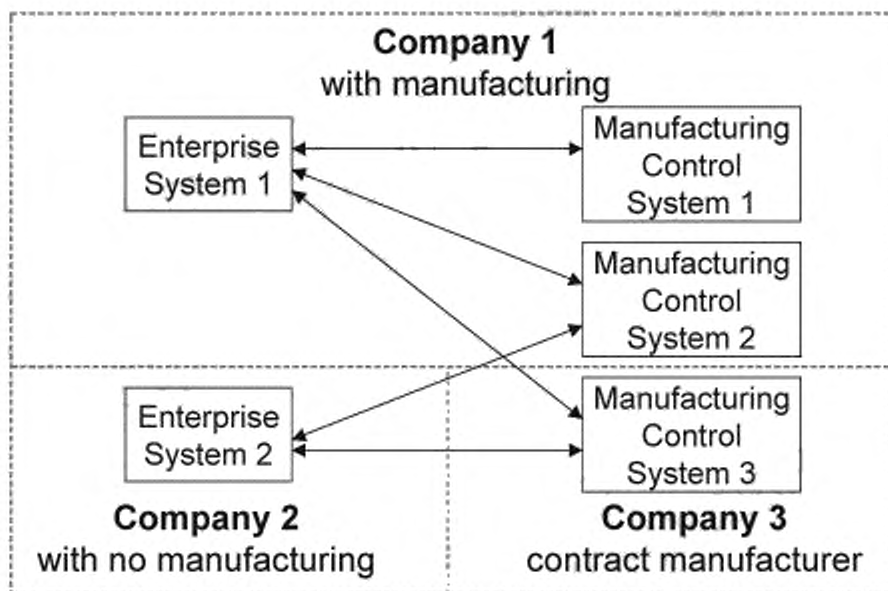 Company 1
with manufacturing
Enterprise
System 1
Manufacturing
Control
System 1
Manufacturing
Control
System 2
Enterprise
System 2
Manufacturing
Control
System 3
Company 2
with no manufacturing
Company 3
contract manufacturer